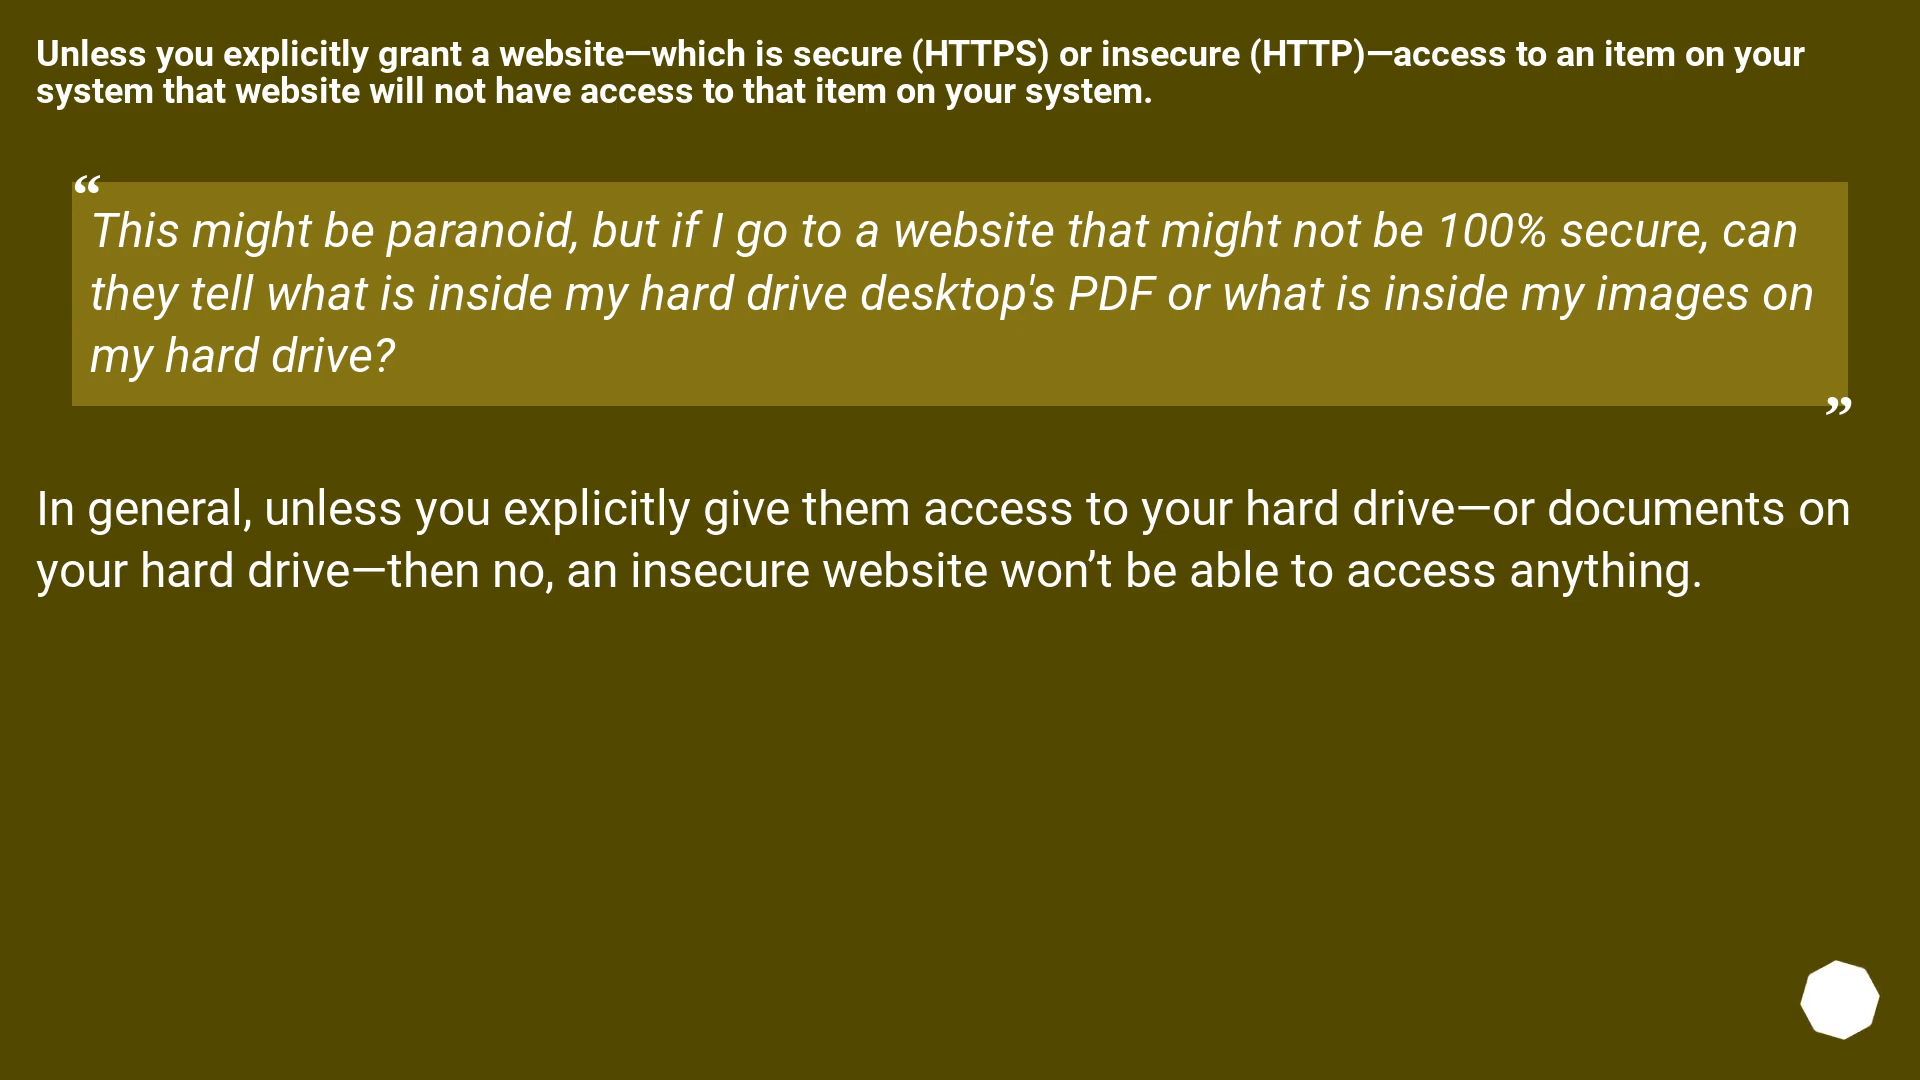 Unless you explicitly grant a website—which is secure (HTTPS) or insecure (HTTP)—access to an item on your
system that website will not have access to that item on your system.
“
This might be paranoid, but if I go to a website that might not be 100% secure, can
they tell what is inside my hard drive desktop's PDF or what is inside my images on
my hard drive?
”
In general, unless you explicitly give them access to your hard drive—or documents on
your hard drive—then no, an insecure website won’t be able to access anything.